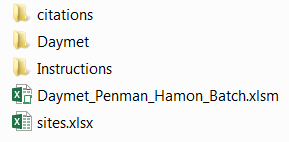 citations
Daymet
Instructions
Daymet_Penman_Hamon_Batch.xlsm
sites.xlsx